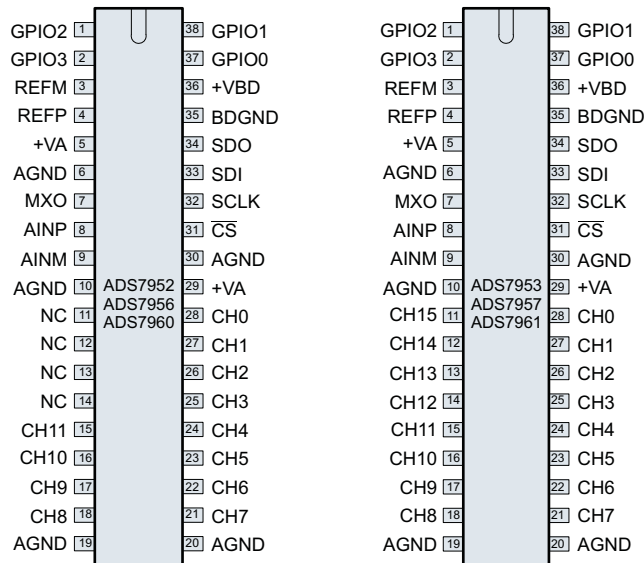 GPIO2 1 38 GPIO1
GPIO3 2 37 GPIO0
REFM 3 36 +VBD
REFP 4 35 BDGND
+VA 5 34 SDO
AGND 6 33 SDI
MXO 7 32 SCLK
AINP 8 31 C̅S̅
AINM 9 30 AGND
AGND 10 ADS7952 29 +VA
ADS7956
NC 11 ADS7960 28 CH0
NC 12 27 CH1
NC 13 26 CH2
NC 14 25 CH3
CH11 15 24 CH4
CH10 16 23 CH5
CH9 17 22 CH6
CH8 18 21 CH7
AGND 19 20 AGND
GPIO2 1 38 GPIO1
GPIO3 2 37 GPIO0
REFM 3 36 +VBD
REFP 4 35 BDGND
+VA 5 34 SDO
AGND 6 33 SDI
MXO 7 32 SCLK
AINP 8 31 C̅S̅
AINM 9 30 AGND
AGND 10 ADS7953 29 +VA
ADS7957
CH15 11 ADS7961 28 CH0
CH14 12 27 CH1
CH13 13 26 CH2
CH12 14 25 CH3
CH11 15 24 CH4
CH10 16 23 CH5
CH9 17 22 CH6
CH8 18 21 CH7
AGND 19 20 AGND